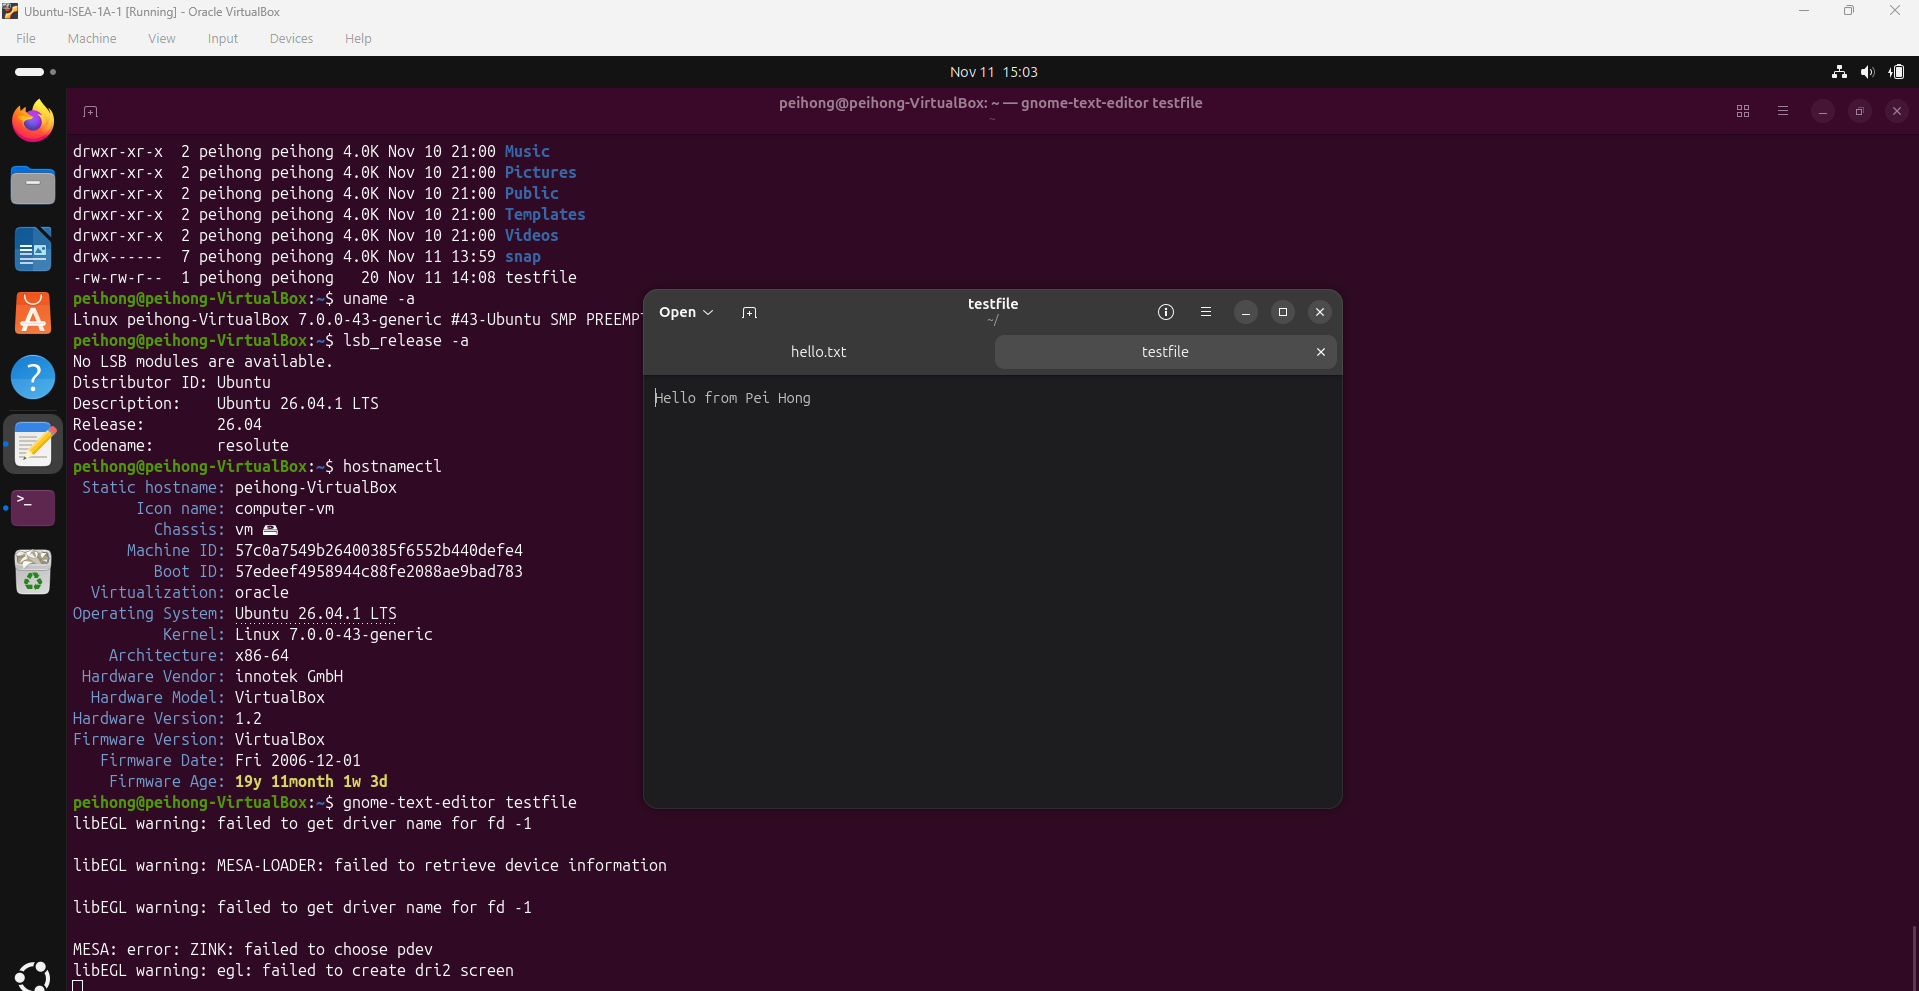 Ubuntu-ISEA-1A-1 [Running] - Oracle VirtualBox
File Machine View Input Devices Help
Nov 11 15:03
peihong@peihong-VirtualBox: ~ — gnome-text-editor testfile
~
drwxr-xr-x 2 peihong peihong 4.0K Nov 10 21:00 Music
drwxr-xr-x 2 peihong peihong 4.0K Nov 10 21:00 Pictures
drwxr-xr-x 2 peihong peihong 4.0K Nov 10 21:00 Public
drwxr-xr-x 2 peihong peihong 4.0K Nov 10 21:00 Templates
drwxr-xr-x 2 peihong peihong 4.0K Nov 10 21:00 Videos
drwx------ 7 peihong peihong 4.0K Nov 11 13:59 snap
-rw-rw-r-- 1 peihong peihong 20 Nov 11 14:08 testfile
peihong@peihong-VirtualBox:~$ uname -a
Linux peihong-VirtualBox 7.0.0-43-generic #43-Ubuntu SMP PREEMPT
peihong@peihong-VirtualBox:~$ lsb_release -a
No LSB modules are available.
Distributor ID: Ubuntu
Description: Ubuntu 26.04.1 LTS
Release: 26.04
Codename: resolute
peihong@peihong-VirtualBox:~$ hostnamectl
Static hostname: peihong-VirtualBox
Icon name: computer-vm
Chassis: vm
Machine ID: 57c0a7549b26400385f6552b440defe4
Boot ID: 57edeef4958944c88fe2088ae9bad783
Virtualization: oracle
Operating System: Ubuntu 26.04.1 LTS
Kernel: Linux 7.0.0-43-generic
Architecture: x86-64
Hardware Vendor: innotek GmbH
Hardware Model: VirtualBox
Hardware Version: 1.2
Firmware Version: VirtualBox
Firmware Date: Fri 2006-12-01
Firmware Age: 19y 11month 1w 3d
peihong@peihong-VirtualBox:~$ gnome-text-editor testfile
libEGL warning: failed to get driver name for fd -1
libEGL warning: MESA-LOADER: failed to retrieve device information
libEGL warning: failed to get driver name for fd -1
MESA: error: ZINK: failed to choose pdev
libEGL warning: egl: failed to create dri2 screen
Open
testfile
~/
hello.txt
testfile
Hello from Pei Hong